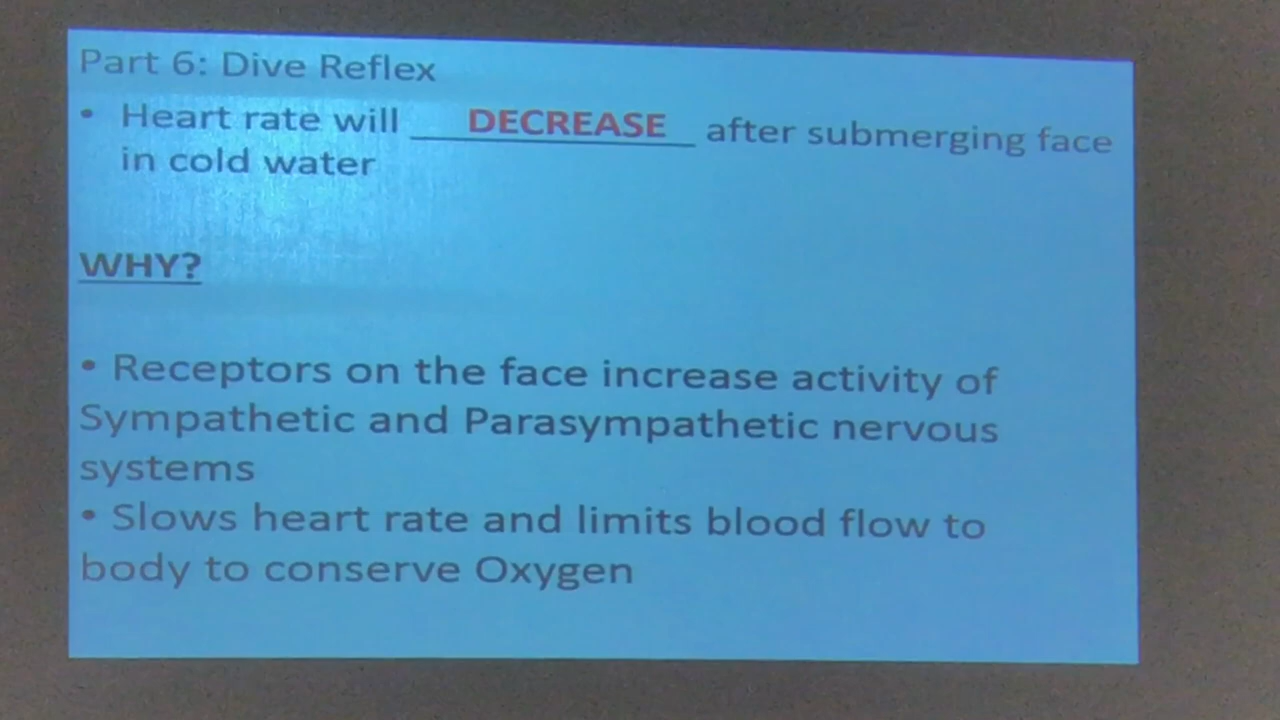 Part 6: Dive Reflex
• Heart rate will ___DECREASE___ after submerging face
in cold water
WHY?
• Receptors on the face increase activity of
Sympathetic and Parasympathetic nervous
systems
• Slows heart rate and limits blood flow to
body to conserve Oxygen